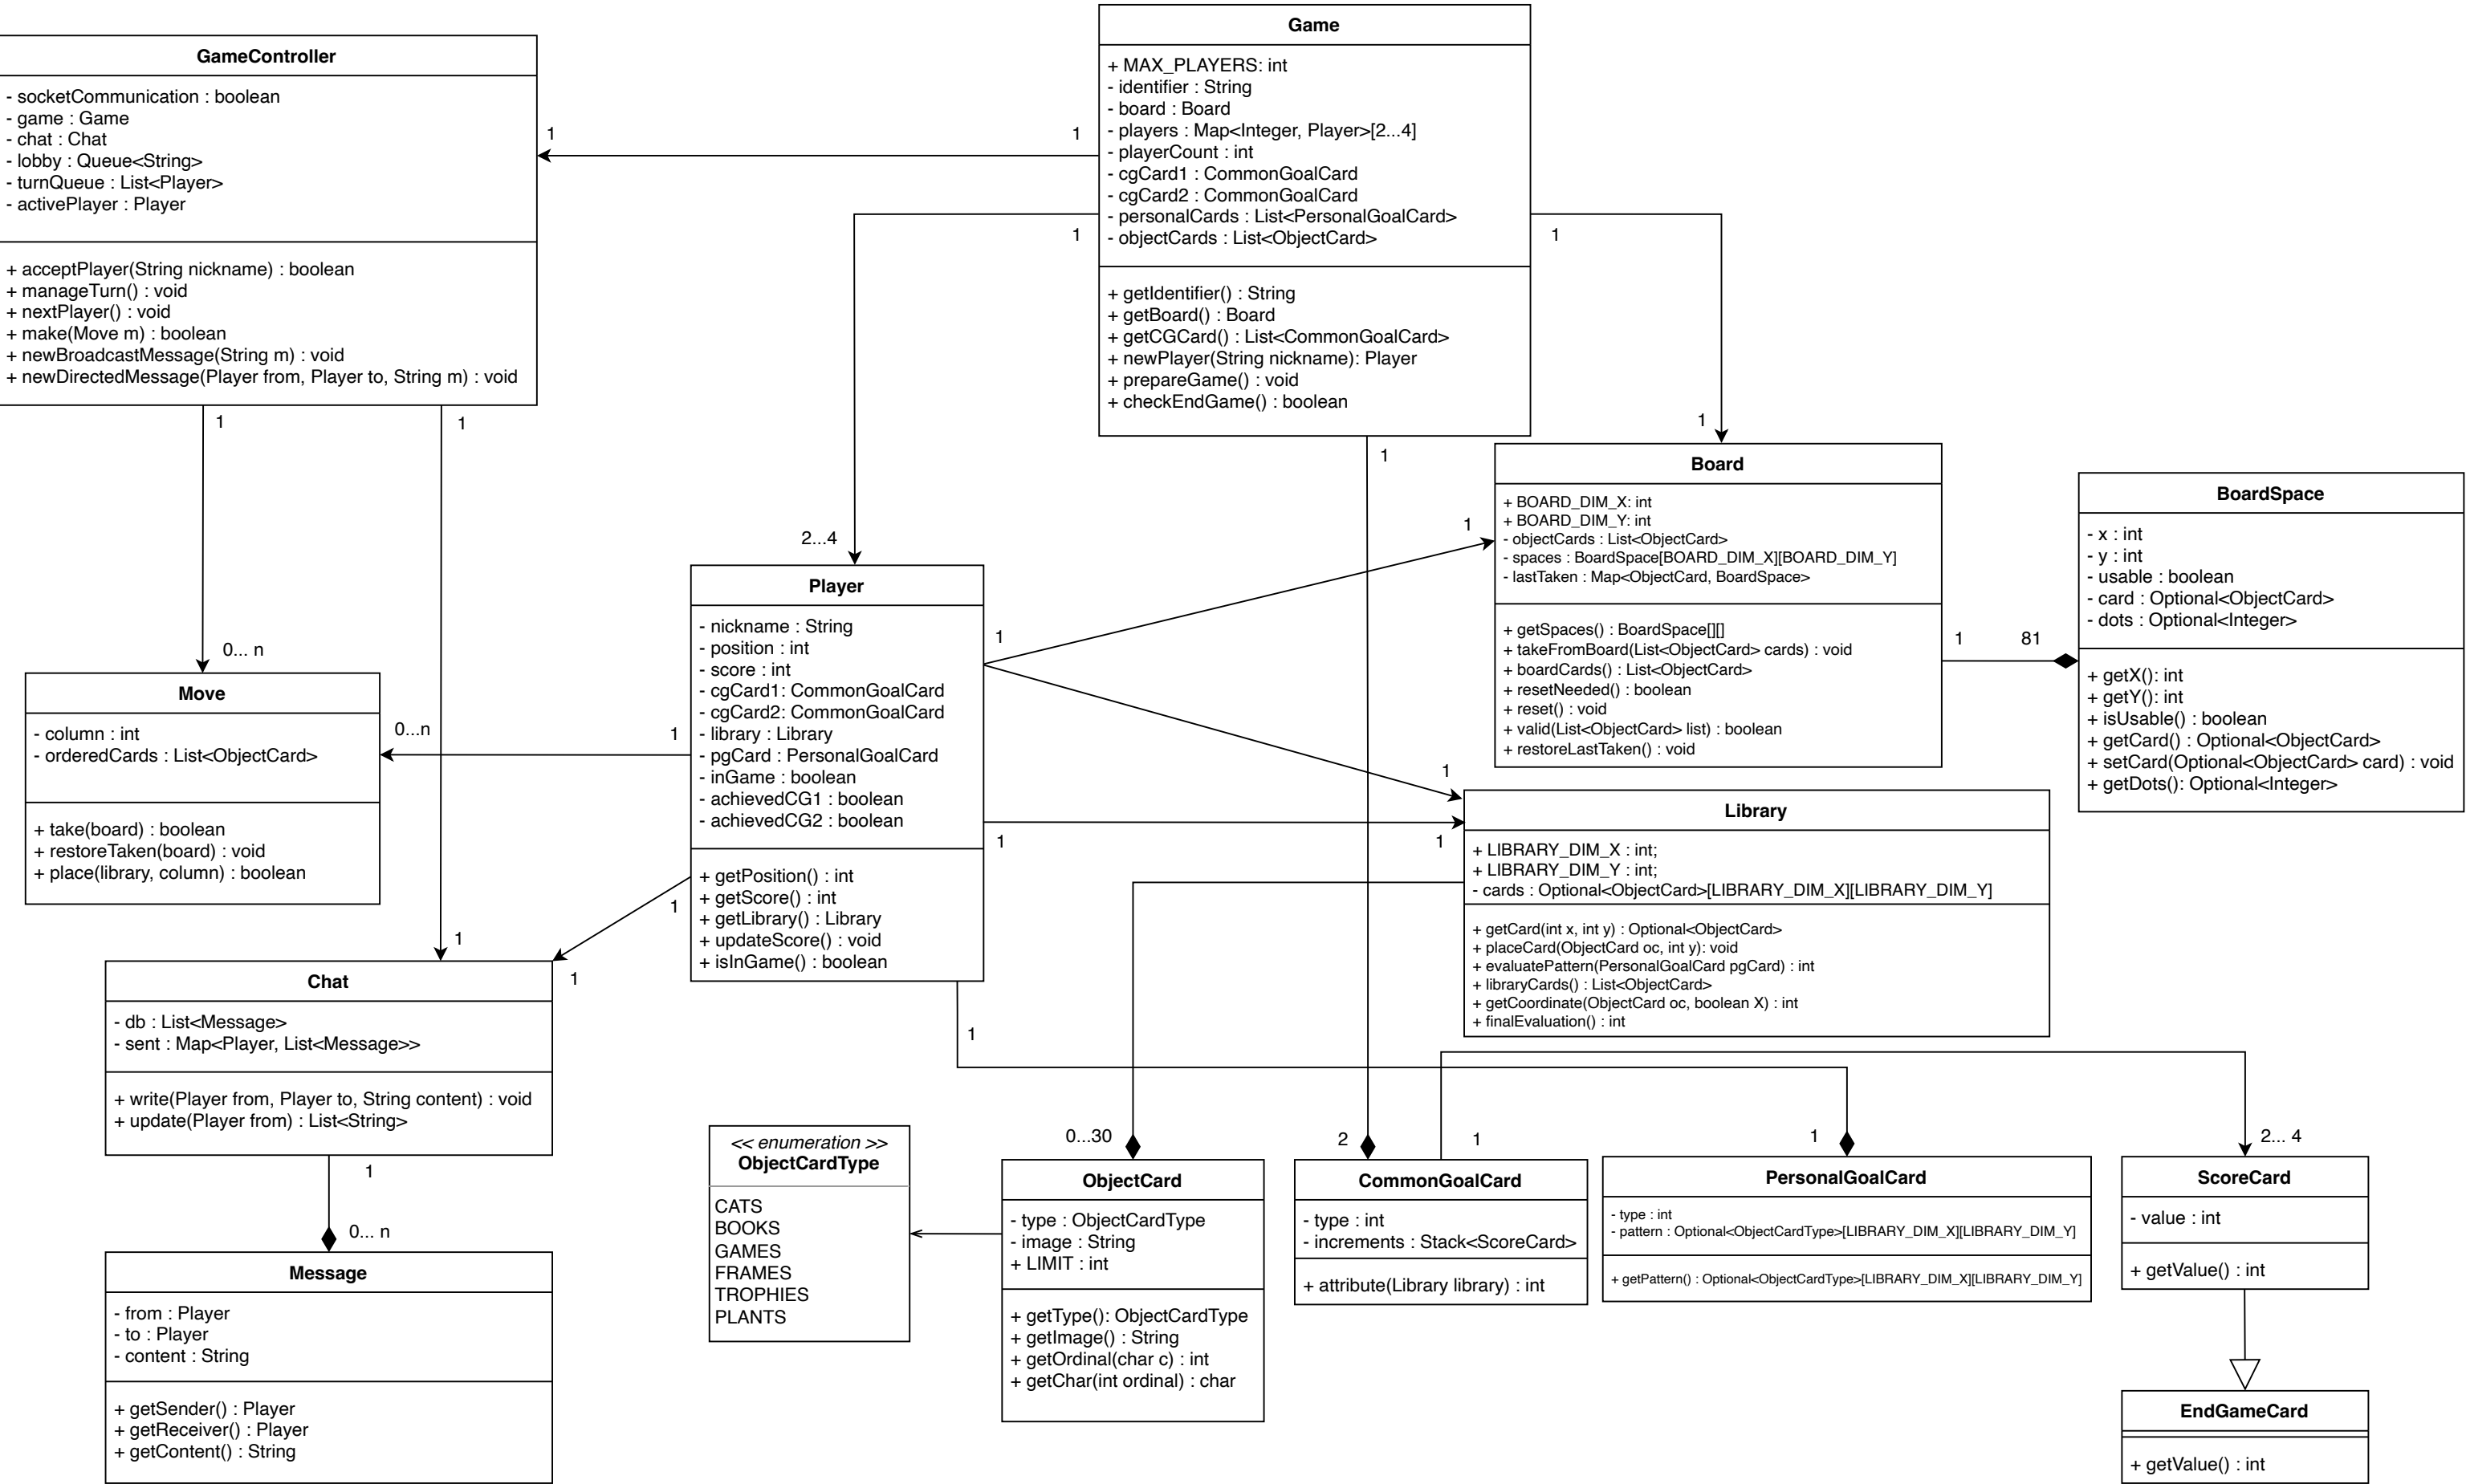 GameController
- socketCommunication : boolean
- game : Game
- chat : Chat
- lobby : Queue<String>
- turnQueue : List<Player>
- activePlayer : Player
+ acceptPlayer(String nickname) : boolean
+ manageTurn() : void
+ nextPlayer() : void
+ make(Move m) : boolean
+ newBroadcastMessage(String m) : void
+ newDirectedMessage(Player from, Player to, String m) : void
1
1
Game
+ MAX_PLAYERS: int
- identifier : String
- board : Board
- players : Map<Integer, Player>[2...4]
- playerCount : int
- cgCard1 : CommonGoalCard
- cgCard2 : CommonGoalCard
- personalCards : List<PersonalGoalCard>
- objectCards : List<ObjectCard>
+ getIdentifier() : String
+ getBoard() : Board
+ getCGCard() : List<CommonGoalCard>
+ newPlayer(String nickname): Player
+ prepareGame() : void
+ checkEndGame() : boolean
1
1
1
1
1
1
2...4
1
Board
+ BOARD_DIM_X: int
+ BOARD_DIM_Y: int
- objectCards : List<ObjectCard>
- spaces : BoardSpace[BOARD_DIM_X][BOARD_DIM_Y]
- lastTaken : Map<ObjectCard, BoardSpace>
+ getSpaces() : BoardSpace[][]
+ takeFromBoard(List<ObjectCard> cards) : void
+ boardCards() : List<ObjectCard>
+ resetNeeded() : boolean
+ reset() : void
+ valid(List<ObjectCard> list) : boolean
+ restoreLastTaken() : void
1
81
BoardSpace
- x : int
- y : int
- usable : boolean
- card : Optional<ObjectCard>
- dots : Optional<Integer>
+ getX(): int
+ getY(): int
+ isUsable() : boolean
+ getCard() : Optional<ObjectCard>
+ setCard(Optional<ObjectCard> card) : void
+ getDots(): Optional<Integer>
0... n
Move
- column : int
- orderedCards : List<ObjectCard>
+ take(board) : boolean
+ restoreTaken(board) : void
+ place(library, column) : boolean
0...n
1
Player
- nickname : String
- position : int
- score : int
- cgCard1: CommonGoalCard
- cgCard2: CommonGoalCard
- library : Library
- pgCard : PersonalGoalCard
- inGame : boolean
- achievedCG1 : boolean
- achievedCG2 : boolean
+ getPosition() : int
+ getScore() : int
+ getLibrary() : Library
+ updateScore() : void
+ isInGame() : boolean
1
1
1
1
1
1
1
1
1
Library
+ LIBRARY_DIM_X : int;
+ LIBRARY_DIM_Y : int;
- cards : Optional<ObjectCard>[LIBRARY_DIM_X][LIBRARY_DIM_Y]
+ getCard(int x, int y) : Optional<ObjectCard>
+ placeCard(ObjectCard oc, int y): void
+ evaluatePattern(PersonalGoalCard pgCard) : int
+ libraryCards() : List<ObjectCard>
+ getCoordinate(ObjectCard oc, boolean X) : int
+ finalEvaluation() : int
Chat
- db : List<Message>
- sent : Map<Player, List<Message>>
+ write(Player from, Player to, String content) : void
+ update(Player from) : List<String>
1
0... n
Message
- from : Player
- to : Player
- content : String
+ getSender() : Player
+ getReceiver() : Player
+ getContent() : String
<< enumeration >>
ObjectCardType
CATS
BOOKS
GAMES
FRAMES
TROPHIES
PLANTS
0...30
ObjectCard
- type : ObjectCardType
- image : String
+ LIMIT : int
+ getType(): ObjectCardType
+ getImage() : String
+ getOrdinal(char c) : int
+ getChar(int ordinal) : char
2
1
CommonGoalCard
- type : int
- increments : Stack<ScoreCard>
+ attribute(Library library) : int
1
PersonalGoalCard
- type : int
- pattern : Optional<ObjectCardType>[LIBRARY_DIM_X][LIBRARY_DIM_Y]
+ getPattern() : Optional<ObjectCardType>[LIBRARY_DIM_X][LIBRARY_DIM_Y]
2... 4
ScoreCard
- value : int
+ getValue() : int
EndGameCard
+ getValue() : int